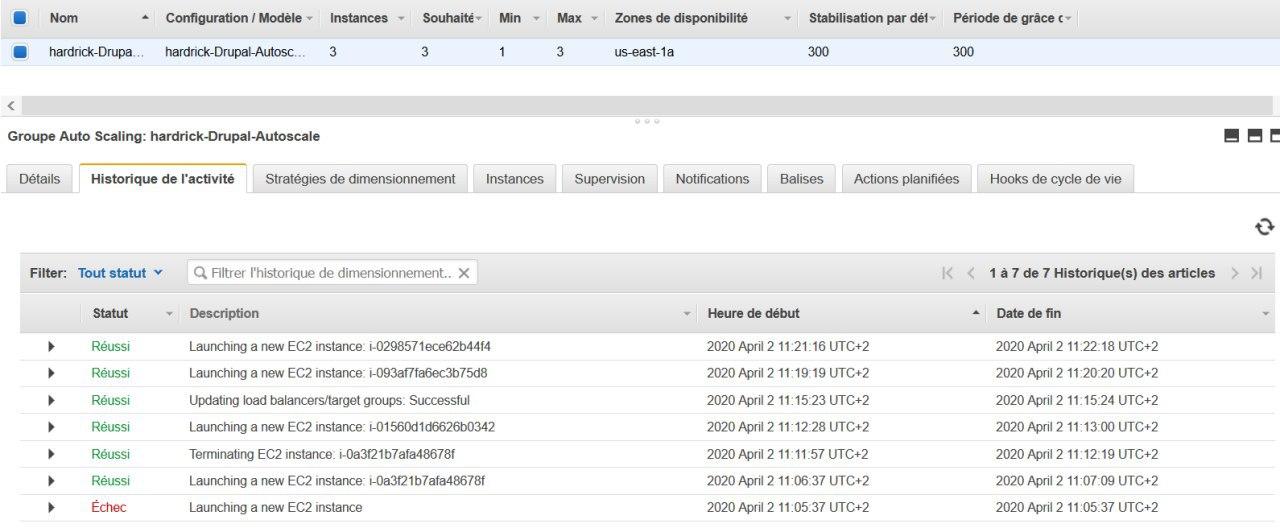 Nom Configuration / Modèle Instances Souhaité Min Max Zones de disponibilité Stabilisation par déf Période de grâce c
hardrick-Drupa... hardrick-Drupal-Autosc... 3 3 1 3 us-east-1a 300 300
Groupe Auto Scaling: hardrick-Drupal-Autoscale
Détails Historique de l'activité Stratégies de dimensionnement Instances Supervision Notifications Balises Actions planifiées Hooks de cycle de vie
Filter: Tout statut Filtrer l'historique de dimensionnement.. 1 à 7 de 7 Historique(s) des articles
Statut Description Heure de début Date de fin
Réussi Launching a new EC2 instance: i-0298571ece62b44f4 2020 April 2 11:21:16 UTC+2 2020 April 2 11:22:18 UTC+2
Réussi Launching a new EC2 instance: i-093af7fa6ec3b75d8 2020 April 2 11:19:19 UTC+2 2020 April 2 11:20:20 UTC+2
Réussi Updating load balancers/target groups: Successful 2020 April 2 11:15:23 UTC+2 2020 April 2 11:15:24 UTC+2
Réussi Launching a new EC2 instance: i-01560d1d6626b0342 2020 April 2 11:12:28 UTC+2 2020 April 2 11:13:00 UTC+2
Réussi Terminating EC2 instance: i-0a3f21b7afa48678f 2020 April 2 11:11:57 UTC+2 2020 April 2 11:12:19 UTC+2
Réussi Launching a new EC2 instance: i-0a3f21b7afa48678f 2020 April 2 11:06:37 UTC+2 2020 April 2 11:07:09 UTC+2
Échec Launching a new EC2 instance 2020 April 2 11:05:37 UTC+2 2020 April 2 11:05:37 UTC+2